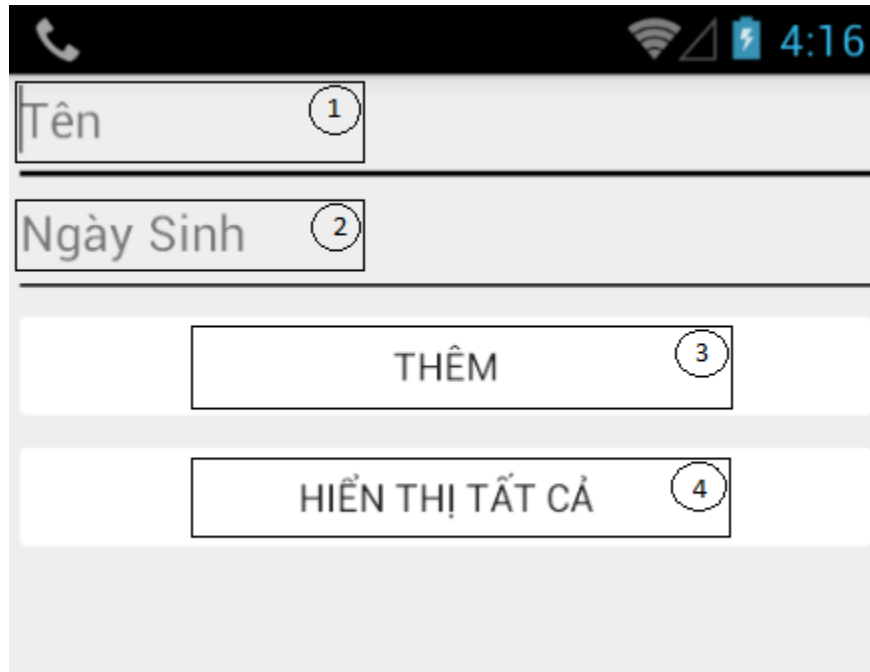 4:16
Tên 1
Ngày Sinh 2
THÊM 3
HIỂN THỊ TẤT CẢ 4